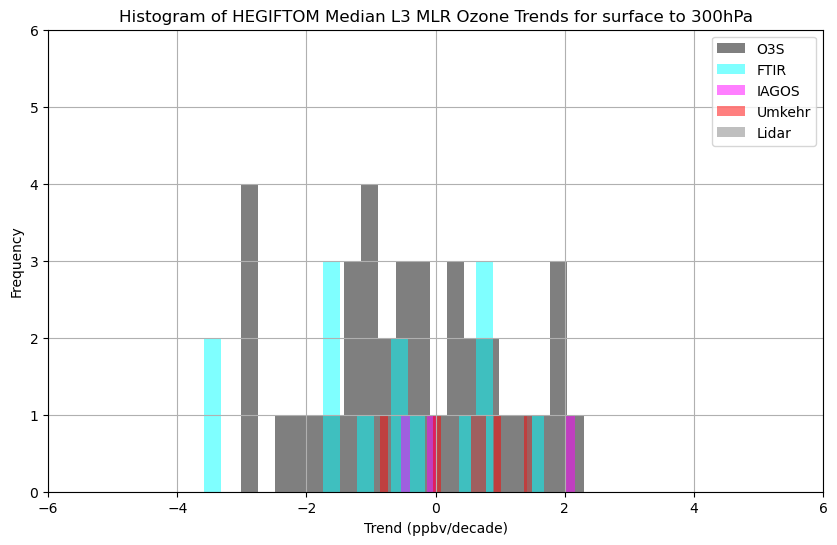 Histogram of HEGIFTOM Median L3 MLR Ozone Trends for surface to 300hPa
6
5
4
3
2
1
0
Frequency
O3S
FTIR
IAGOS
Umkehr
Lidar
−6
−4
−2
0
2
4
6
Trend (ppbv/decade)